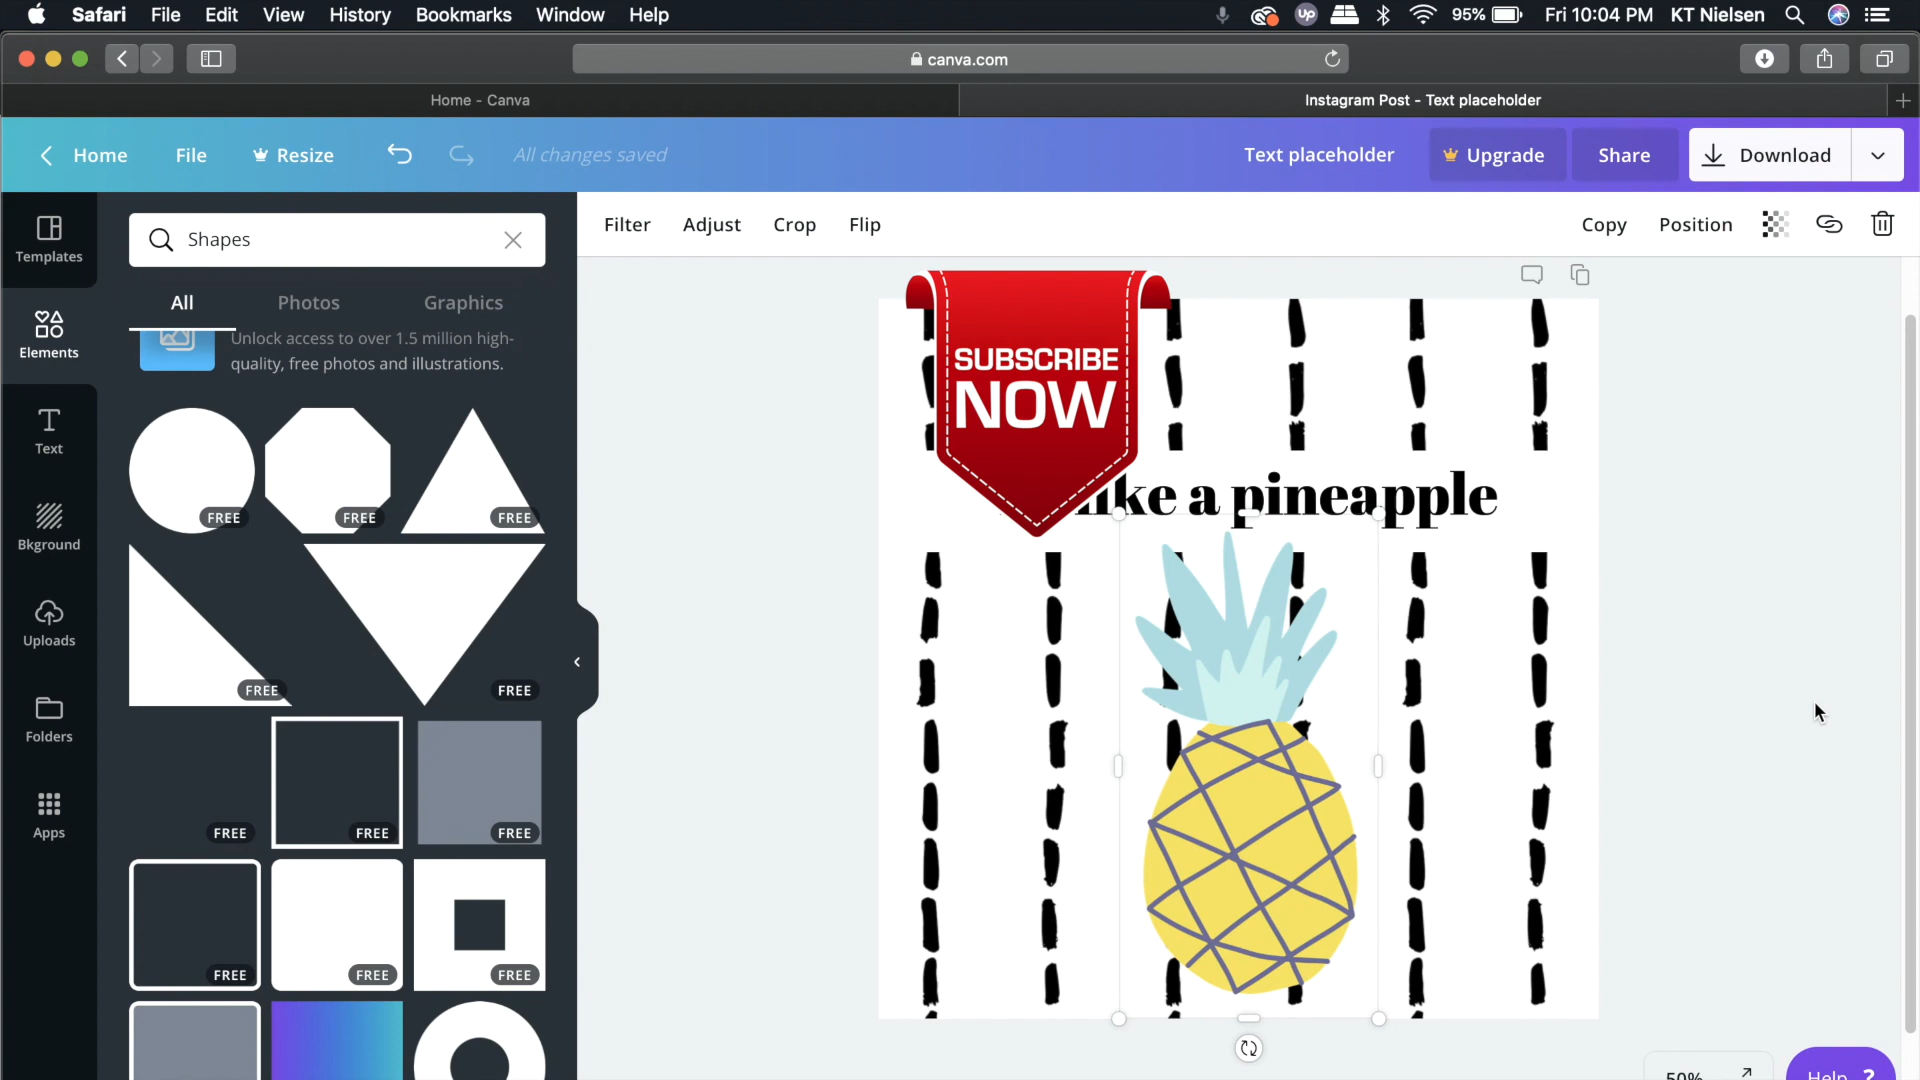 Safari File Edit View History Bookmarks Window Help
Up 95% Fri 10:04 PM KT Nielsen
canva.com
Home - Canva
Instagram Post - Text placeholder
Home File Resize All changes saved
Text placeholder Upgrade Share Download
Templates
Elements
Text
Bkground
Uploads
Folders
Apps
Shapes
All Photos Graphics
Unlock access to over 1.5 million high-
quality, free photos and illustrations.
FREE FREE FREE
FREE FREE
FREE FREE FREE
FREE FREE FREE
Filter Adjust Crop Flip
Copy Position
SUBSCRIBE
NOW
like a pineapple
50%
Help ?